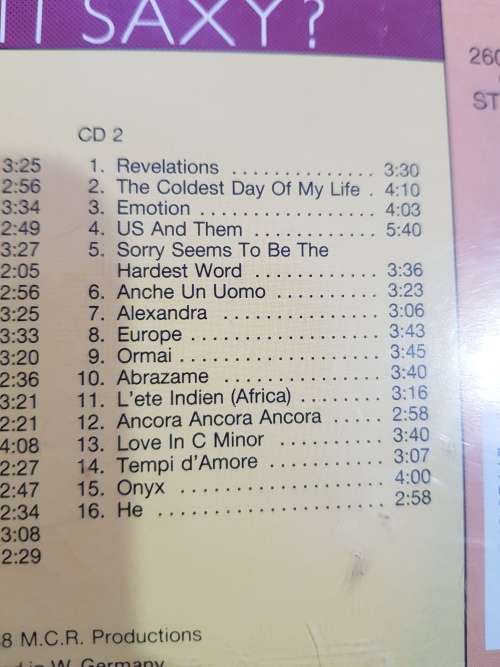 SAXY?
260
ST
CD 2
3:25 1. Revelations ............ 3:30
2:56 2. The Coldest Day Of My Life . 4:10
3:34 3. Emotion ................ 4:03
2:49 4. US And Them ............ 5:40
3:27 5. Sorry Seems To Be The
2:05 Hardest Word ........... 3:36
2:56 6. Anche Un Uomo .......... 3:23
3:25 7. Alexandra .............. 3:06
3:33 8. Europe ................. 3:43
3:20 9. Ormai .................. 3:45
2:36 10. Abrazame .............. 3:40
3:21 11. L'ete Indien (Africa) ........ 3:16
2:21 12. Ancora Ancora Ancora ..... 2:58
4:08 13. Love In C Minor .......... 3:40
2:27 14. Tempi d'Amore .......... 3:07
2:47 15. Onyx .................. 4:00
2:34 16. He ..................... 2:58
3:08
2:29
8 M.C.R. Productions
in W. Germany